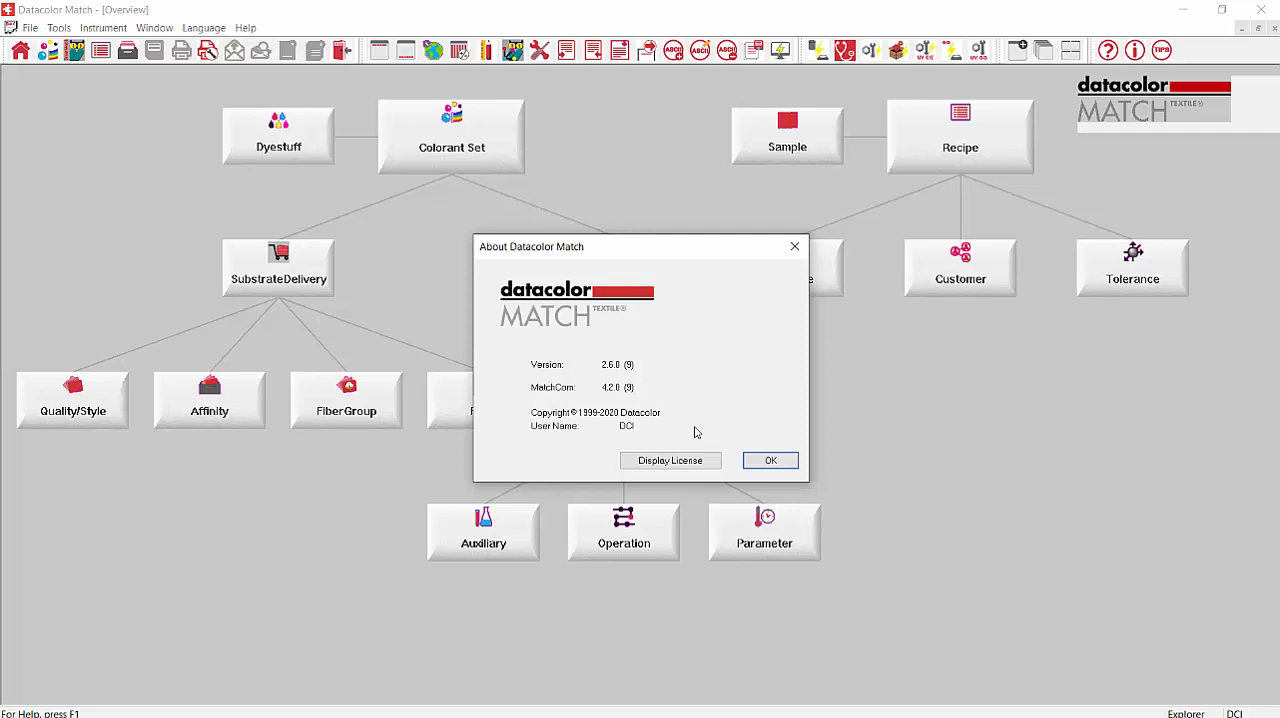 Datacolor Match - [Overview]
File Tools Instrument Window Language Help
datacolor
MATCH TEXTILE®
Dyestuff
Colorant Set
Sample
Recipe
SubstrateDelivery
Customer
Tolerance
Quality/Style
Affinity
FiberGroup
About Datacolor Match
datacolor
MATCH TEXTILE®
Version: 2.6.0 (9)
MatchCom: 4.2.0 (9)
Copyright © 1999-2020 Datacolor
User Name: DCI
Display License
OK
Auxiliary
Operation
Parameter
For Help, press F1
Explorer
DCI